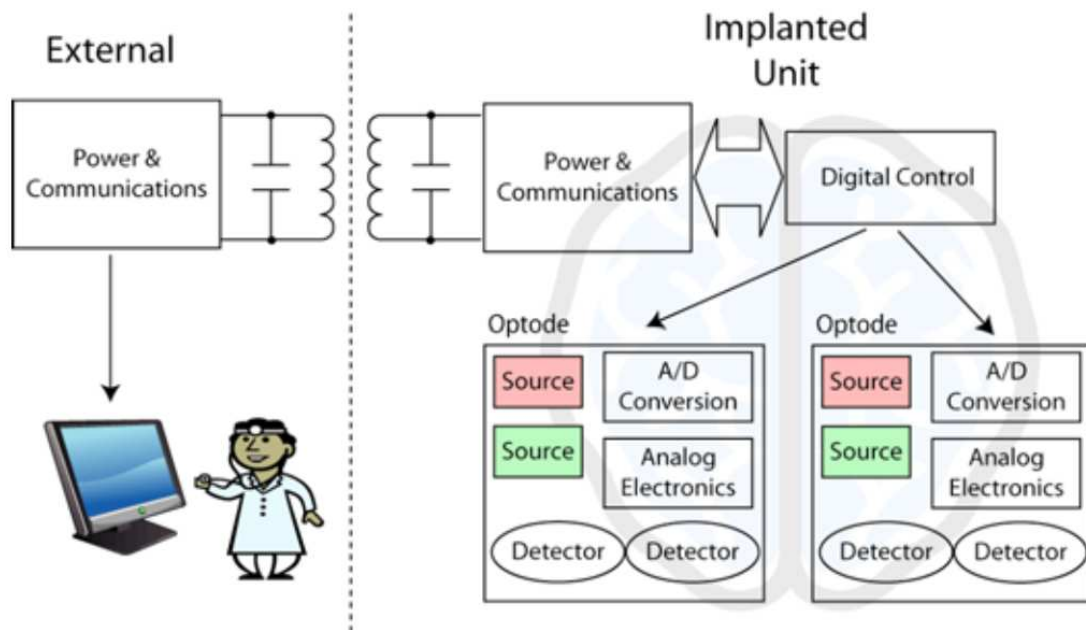 External
Implanted
Unit
Power &
Communications
Power &
Communications
Digital Control
Optode
Source
A/D
Conversion
Source
Analog
Electronics
Detector
Detector
Optode
Source
A/D
Conversion
Source
Analog
Electronics
Detector
Detector